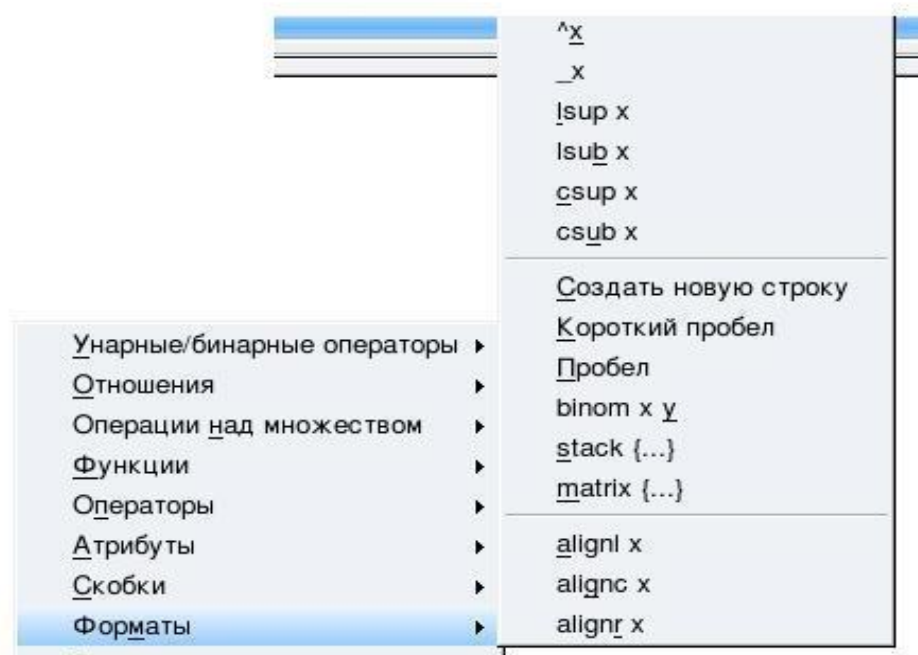 ^x
_x
lsup x
lsub x
csup x
csub x
Создать новую строку
Короткий пробел
Пробел
binom x y
stack {...}
matrix {...}
alignl x
alignc x
alignr x
Унарные/бинарные операторы
Отношения
Операции над множеством
Функции
Операторы
Атрибуты
Скобки
Форматы